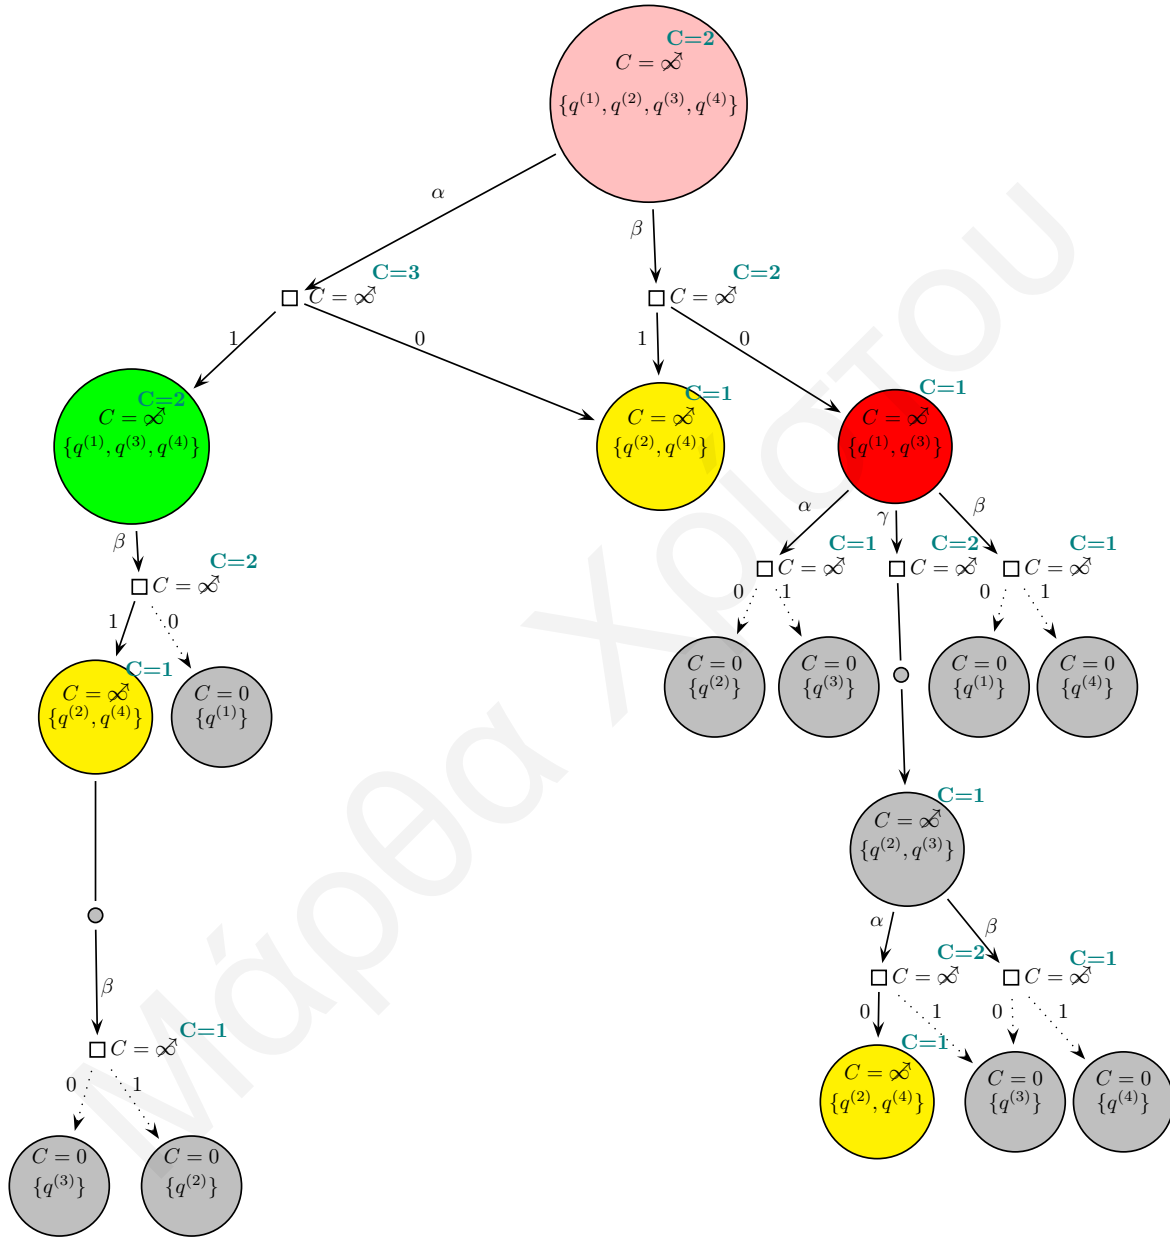 C=2
C = ∞
{q^(1), q^(2), q^(3), q^(4)}
α
β
C=3
C = ∞
C=2
C = ∞
1
0
1
0
C=2
C = ∞
{q^(1), q^(3), q^(4)}
C=1
C = ∞
{q^(2), q^(4)}
C=1
C = ∞
{q^(1), q^(3)}
β
α
γ
β
C=2
C = ∞
C=1
C = ∞
C=2
C = ∞
C=1
C = ∞
1
0
0
1
0
1
C=1
C = ∞
{q^(2), q^(4)}
C = 0
{q^(1)}
C = 0
{q^(2)}
C = 0
{q^(3)}
C = 0
{q^(1)}
C = 0
{q^(4)}
C=1
C = ∞
{q^(2), q^(3)}
α
β
β
C=2
C = ∞
C=1
C = ∞
0
1
0
1
C=1
C = ∞
0
1
C=1
C = ∞
{q^(2), q^(4)}
C = 0
{q^(3)}
C = 0
{q^(4)}
C = 0
{q^(3)}
C = 0
{q^(2)}
Μάρθα Χρίστου